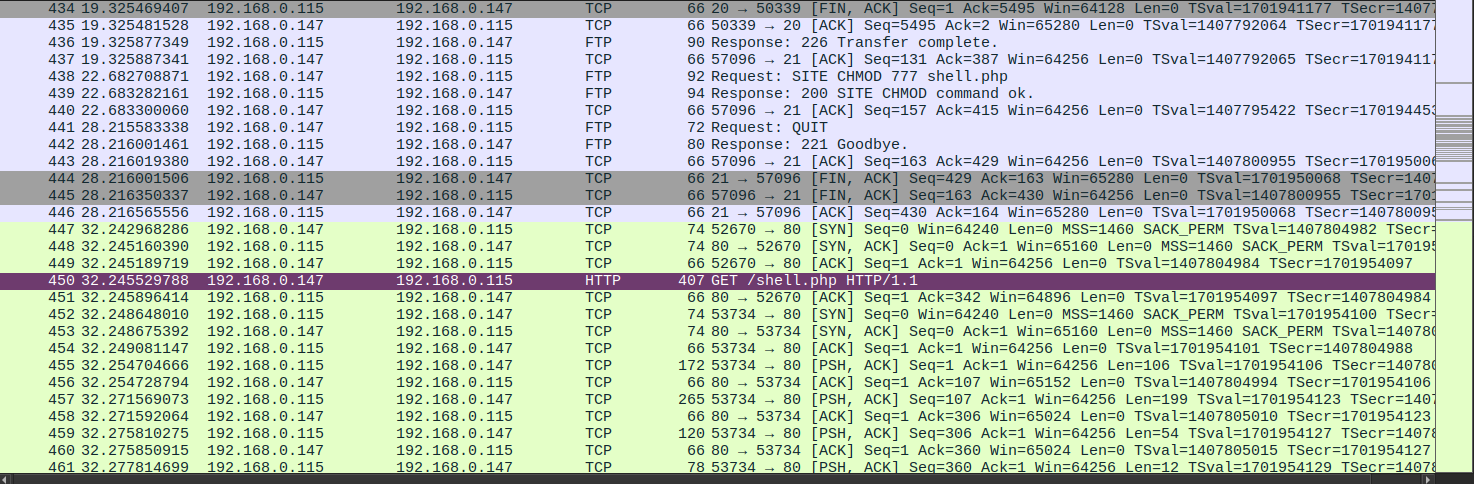 434 19.325469407 192.168.0.115 192.168.0.147 TCP 66 20 → 50339 [FIN, ACK] Seq=1 Ack=5495 Win=64128 Len=0 TSval=1701941177 TSecr=14077
435 19.325481528 192.168.0.147 192.168.0.115 TCP 66 50339 → 20 [ACK] Seq=5495 Ack=2 Win=65280 Len=0 TSval=1407792064 TSecr=170194117
436 19.325877349 192.168.0.115 192.168.0.147 FTP 90 Response: 226 Transfer complete.
437 19.325887341 192.168.0.147 192.168.0.115 TCP 66 57096 → 21 [ACK] Seq=131 Ack=387 Win=64256 Len=0 TSval=1407792065 TSecr=170194117
438 22.682708871 192.168.0.147 192.168.0.115 FTP 92 Request: SITE CHMOD 777 shell.php
439 22.683282161 192.168.0.115 192.168.0.147 FTP 94 Response: 200 SITE CHMOD command ok.
440 22.683300060 192.168.0.147 192.168.0.115 TCP 66 57096 → 21 [ACK] Seq=157 Ack=415 Win=64256 Len=0 TSval=1407795422 TSecr=170194453
441 28.215583338 192.168.0.147 192.168.0.115 FTP 72 Request: QUIT
442 28.216001461 192.168.0.115 192.168.0.147 FTP 80 Response: 221 Goodbye.
443 28.216019380 192.168.0.147 192.168.0.115 TCP 66 57096 → 21 [ACK] Seq=163 Ack=429 Win=64256 Len=0 TSval=1407800955 TSecr=170195006
444 28.216001506 192.168.0.115 192.168.0.147 TCP 66 21 → 57096 [FIN, ACK] Seq=429 Ack=163 Win=65280 Len=0 TSval=1701950068 TSecr=1407
445 28.216350337 192.168.0.147 192.168.0.115 TCP 66 57096 → 21 [FIN, ACK] Seq=163 Ack=430 Win=64256 Len=0 TSval=1407800955 TSecr=1701
446 28.216565556 192.168.0.115 192.168.0.147 TCP 66 21 → 57096 [ACK] Seq=430 Ack=164 Win=65280 Len=0 TSval=1701950068 TSecr=140780095
447 32.242968286 192.168.0.147 192.168.0.115 TCP 74 52670 → 80 [SYN] Seq=0 Win=64240 Len=0 MSS=1460 SACK_PERM TSval=1407804982 TSecr=
448 32.245160390 192.168.0.115 192.168.0.147 TCP 74 80 → 52670 [SYN, ACK] Seq=0 Ack=1 Win=65160 Len=0 MSS=1460 SACK_PERM TSval=170195
449 32.245189719 192.168.0.147 192.168.0.115 TCP 66 52670 → 80 [ACK] Seq=1 Ack=1 Win=64256 Len=0 TSval=1407804984 TSecr=1701954097
450 32.245529788 192.168.0.147 192.168.0.115 HTTP 407 GET /shell.php HTTP/1.1
451 32.245896414 192.168.0.115 192.168.0.147 TCP 66 80 → 52670 [ACK] Seq=1 Ack=342 Win=64896 Len=0 TSval=1701954097 TSecr=1407804984
452 32.248648010 192.168.0.115 192.168.0.147 TCP 74 53734 → 80 [SYN] Seq=0 Win=64240 Len=0 MSS=1460 SACK_PERM TSval=1701954100 TSecr=
453 32.248675392 192.168.0.147 192.168.0.115 TCP 74 80 → 53734 [SYN, ACK] Seq=0 Ack=1 Win=65160 Len=0 MSS=1460 SACK_PERM TSval=140780
454 32.249081147 192.168.0.115 192.168.0.147 TCP 66 53734 → 80 [ACK] Seq=1 Ack=1 Win=64256 Len=0 TSval=1701954101 TSecr=1407804988
455 32.254704666 192.168.0.115 192.168.0.147 TCP 172 53734 → 80 [PSH, ACK] Seq=1 Ack=1 Win=64256 Len=106 TSval=1701954106 TSecr=140780
456 32.254728794 192.168.0.147 192.168.0.115 TCP 66 80 → 53734 [ACK] Seq=1 Ack=107 Win=65152 Len=0 TSval=1407804994 TSecr=1701954106
457 32.271569073 192.168.0.115 192.168.0.147 TCP 265 53734 → 80 [PSH, ACK] Seq=107 Ack=1 Win=64256 Len=199 TSval=1701954123 TSecr=1407
458 32.271592064 192.168.0.147 192.168.0.115 TCP 66 80 → 53734 [ACK] Seq=1 Ack=306 Win=65024 Len=0 TSval=1407805010 TSecr=1701954123
459 32.275810275 192.168.0.115 192.168.0.147 TCP 120 53734 → 80 [PSH, ACK] Seq=306 Ack=1 Win=64256 Len=54 TSval=1701954127 TSecr=14078
460 32.275850915 192.168.0.147 192.168.0.115 TCP 66 80 → 53734 [ACK] Seq=1 Ack=360 Win=65024 Len=0 TSval=1407805015 TSecr=1701954127
461 32.277814699 192.168.0.115 192.168.0.147 TCP 78 53734 → 80 [PSH, ACK] Seq=360 Ack=1 Win=64256 Len=12 TSval=1701954129 TSecr=14078